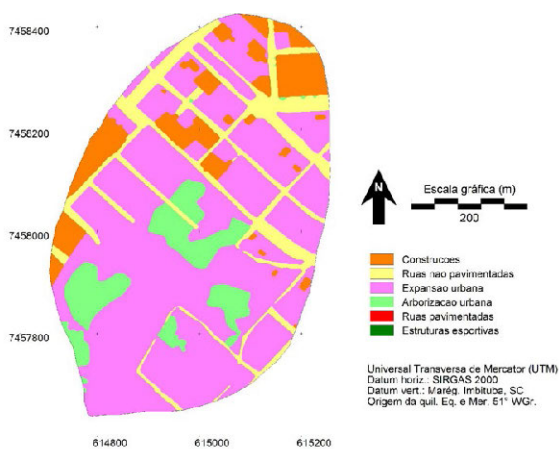 7458400
7458200
7458000
7457800
614800
615000
615200
N
Escala gráfica (m)
200
Construcoes
Ruas nao pavimentadas
Expansao urbana
Arborizacao urbana
Ruas pavimentadas
Estruturas esportivas
Universal Transversa de Mercator (UTM)
Datum horiz.: SIRGAS 2000
Datum vert.: Marég. Imbituba, SC
Origem da quil. Eq. e Mer. 51° WGr.